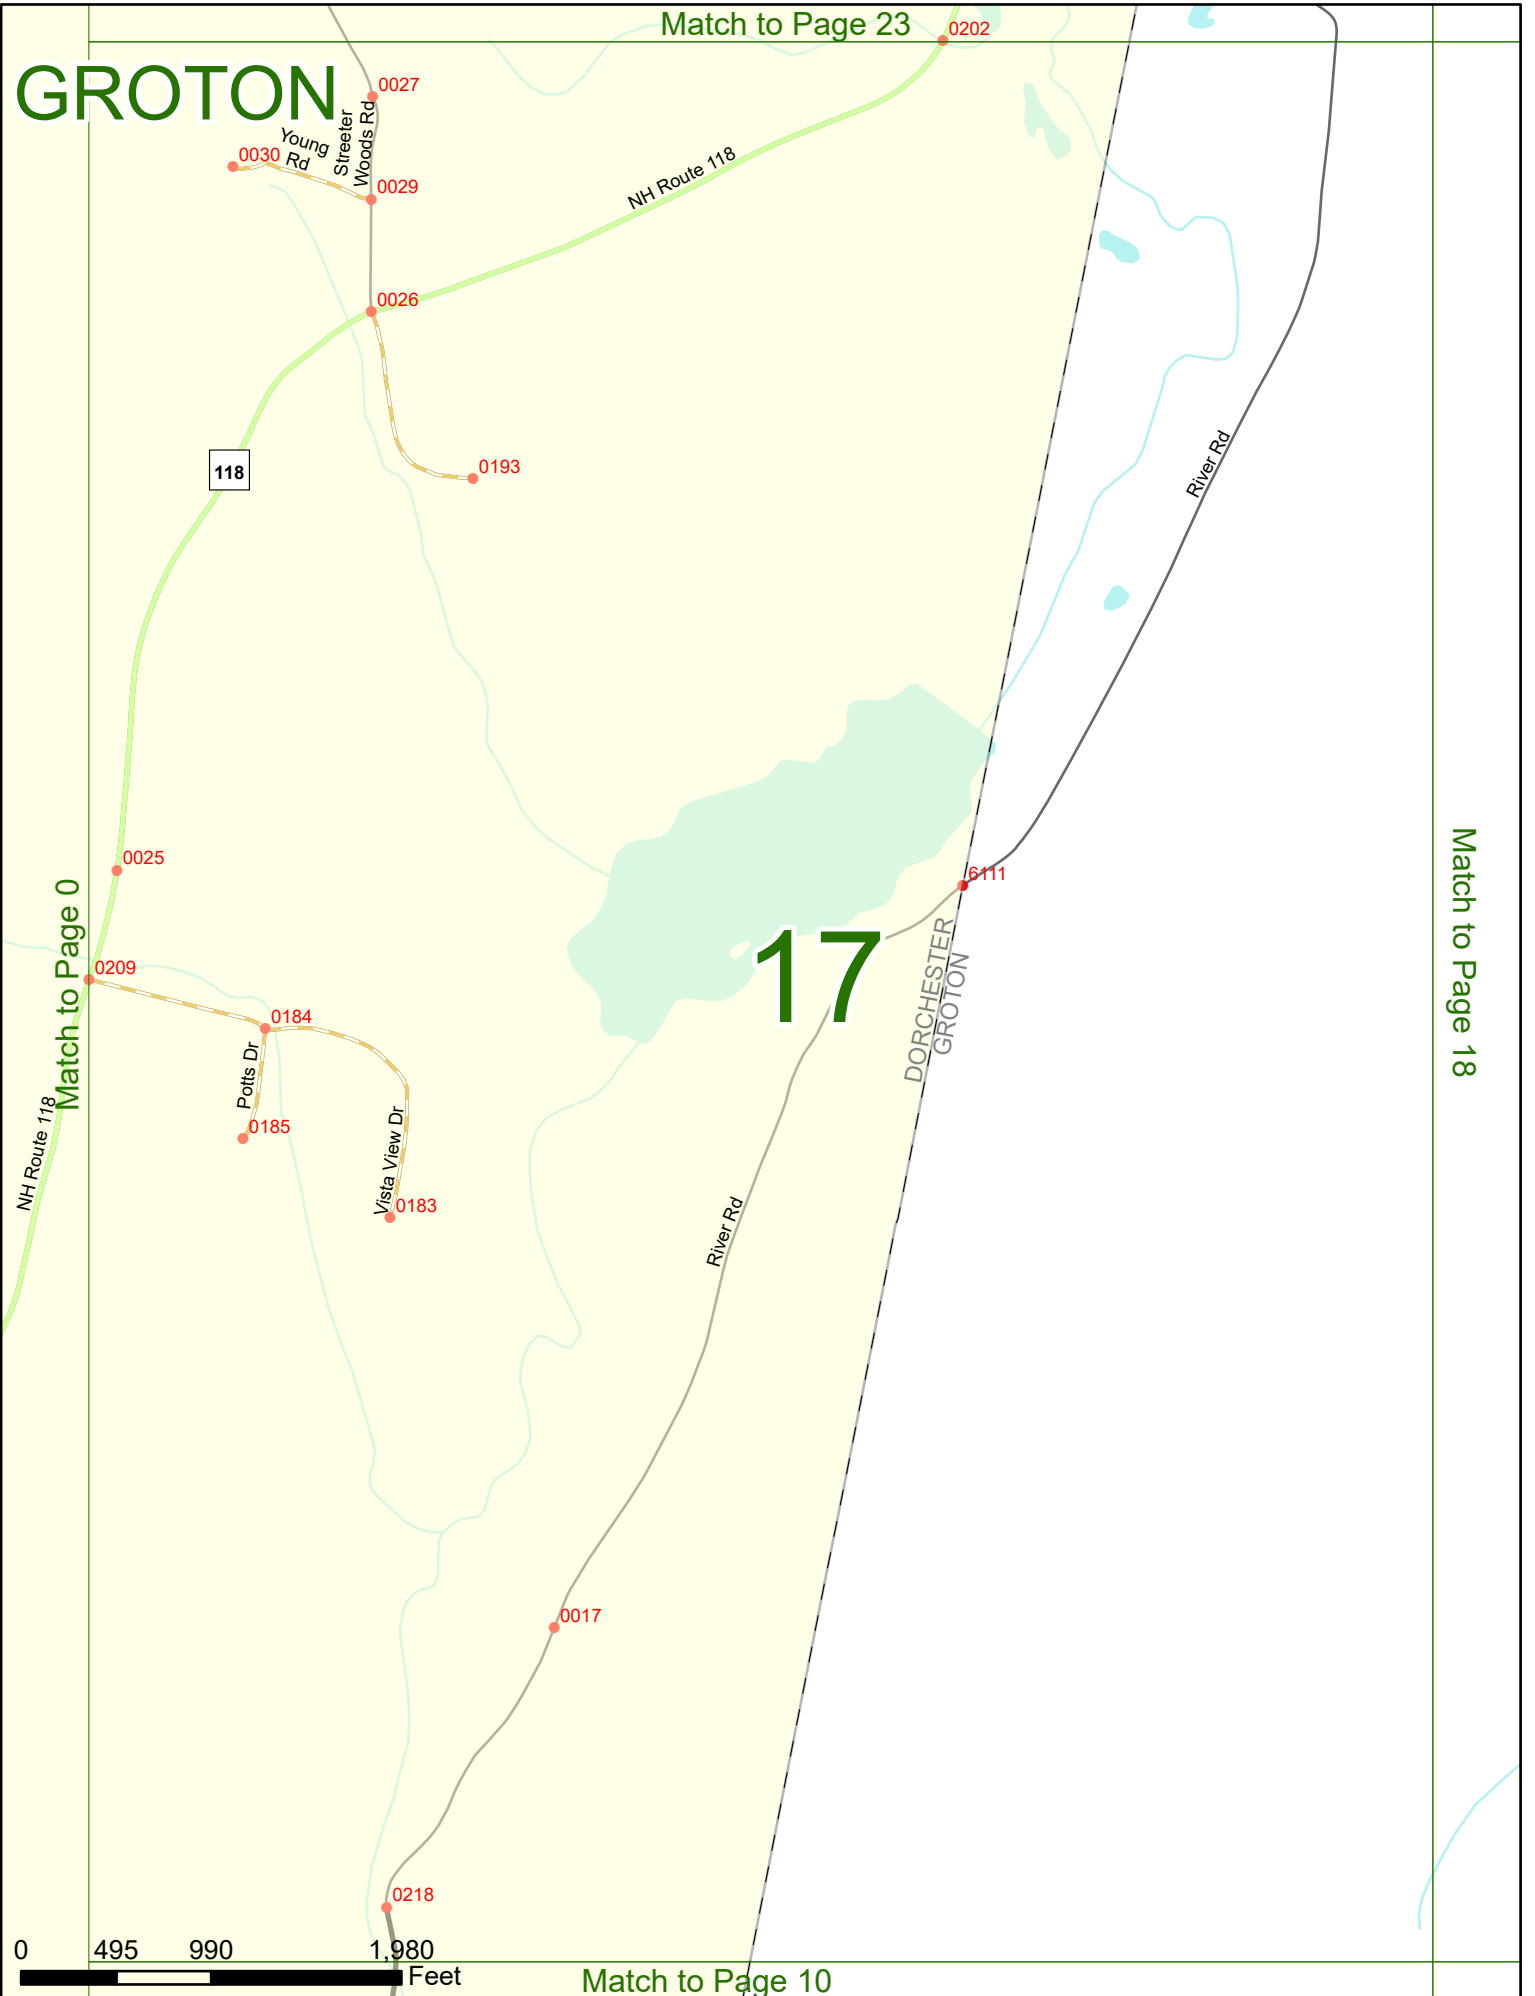 Match to Page 23
0202
GROTON
0027
Young
Rd
Streeter
Woods Rd
0030
0029
NH Route 118
0026
118
0193
River Rd
0025
6111
Match to Page 0
Match to Page 18
17
DORCHESTER
GROTON
0209
0184
Potts Dr
0185
NH Route 118
Vista View Dr
0183
River Rd
0017
0218
0 495 990 1,980
Feet
Match to Page 10